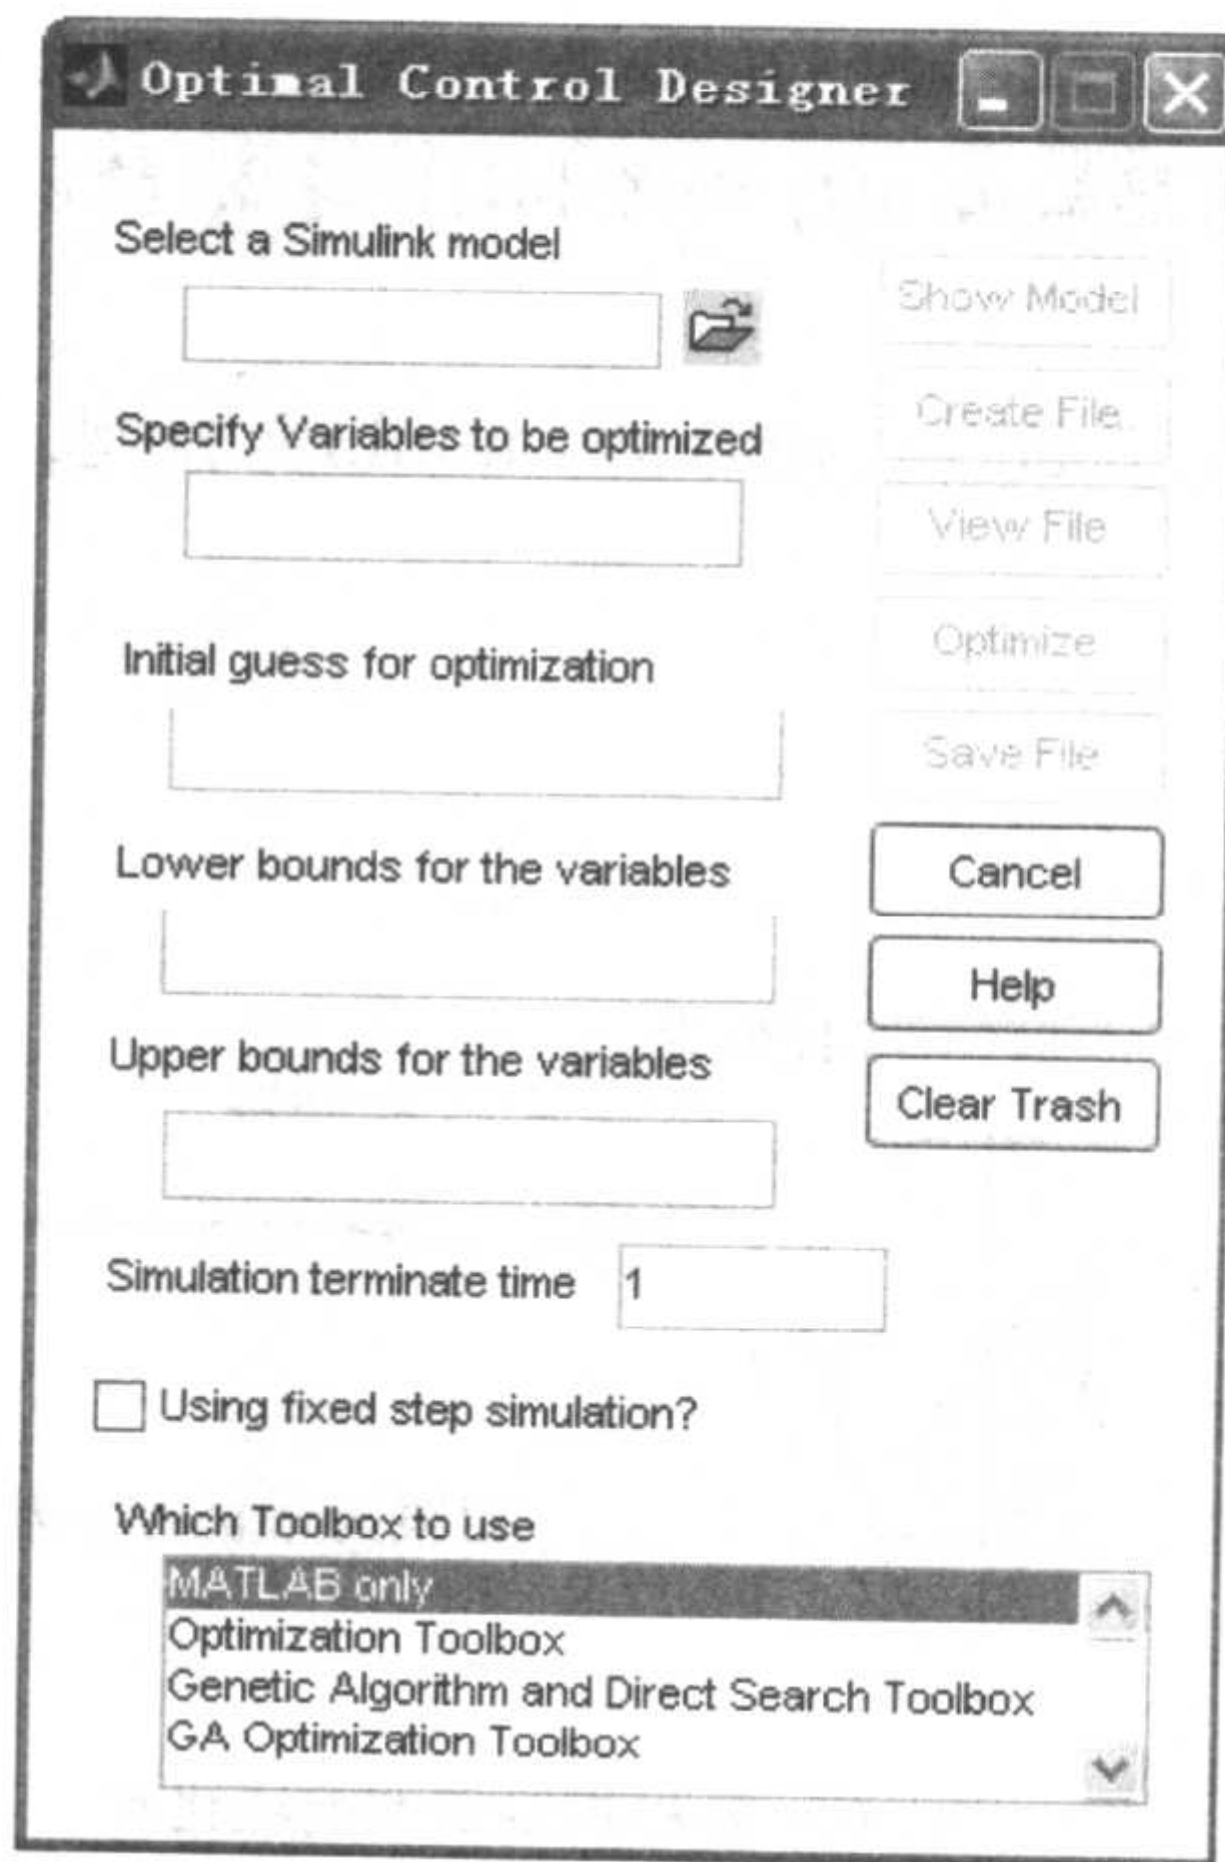 Optimal Control Designer
Select a Simulink model
Show Model
Create File
Specify Variables to be optimized
View File
Initial guess for optimization
Optimize
Save File
Lower bounds for the variables
Cancel
Help
Upper bounds for the variables
Clear Trash
Simulation terminate time 1
Using fixed step simulation?
Which Toolbox to use
MATLAB only
Optimization Toolbox
Genetic Algorithm and Direct Search Toolbox
GA Optimization Toolbox